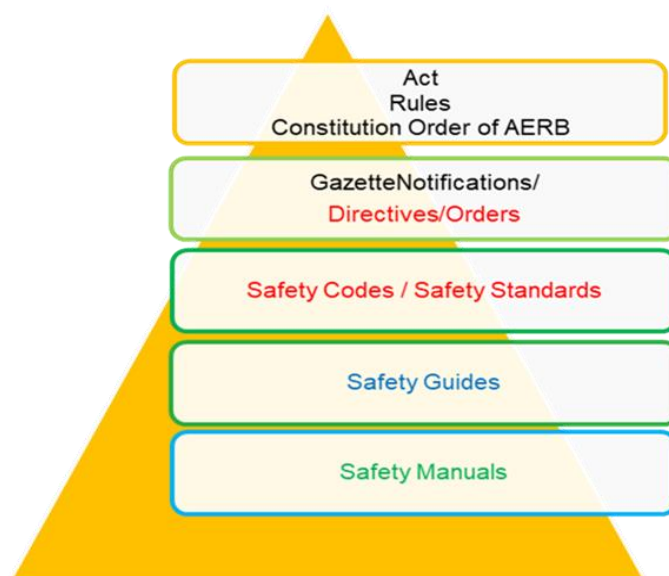 Act
Rules
Constitution Order of AERB
GazetteNotifications/
Directives/Orders
Safety Codes / Safety Standards
Safety Guides
Safety Manuals